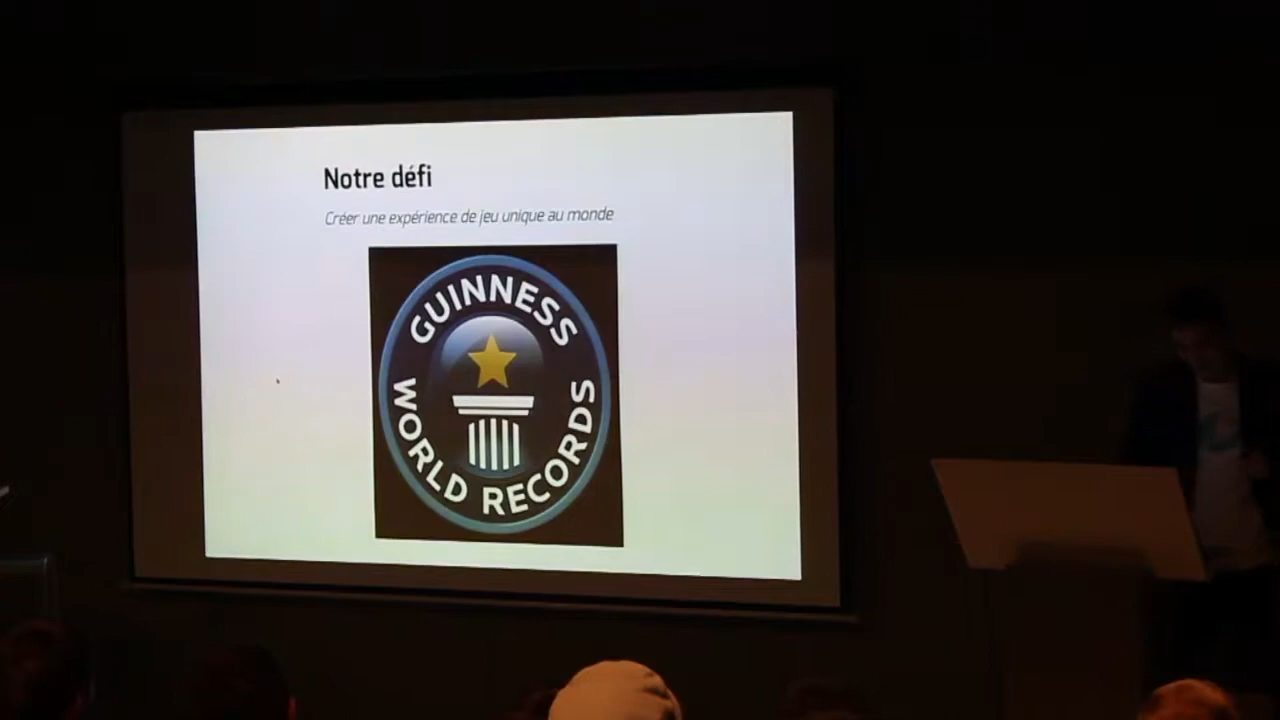 Notre défi
Créer une expérience de jeu unique au monde
GUINNESS
WORLD RECORDS